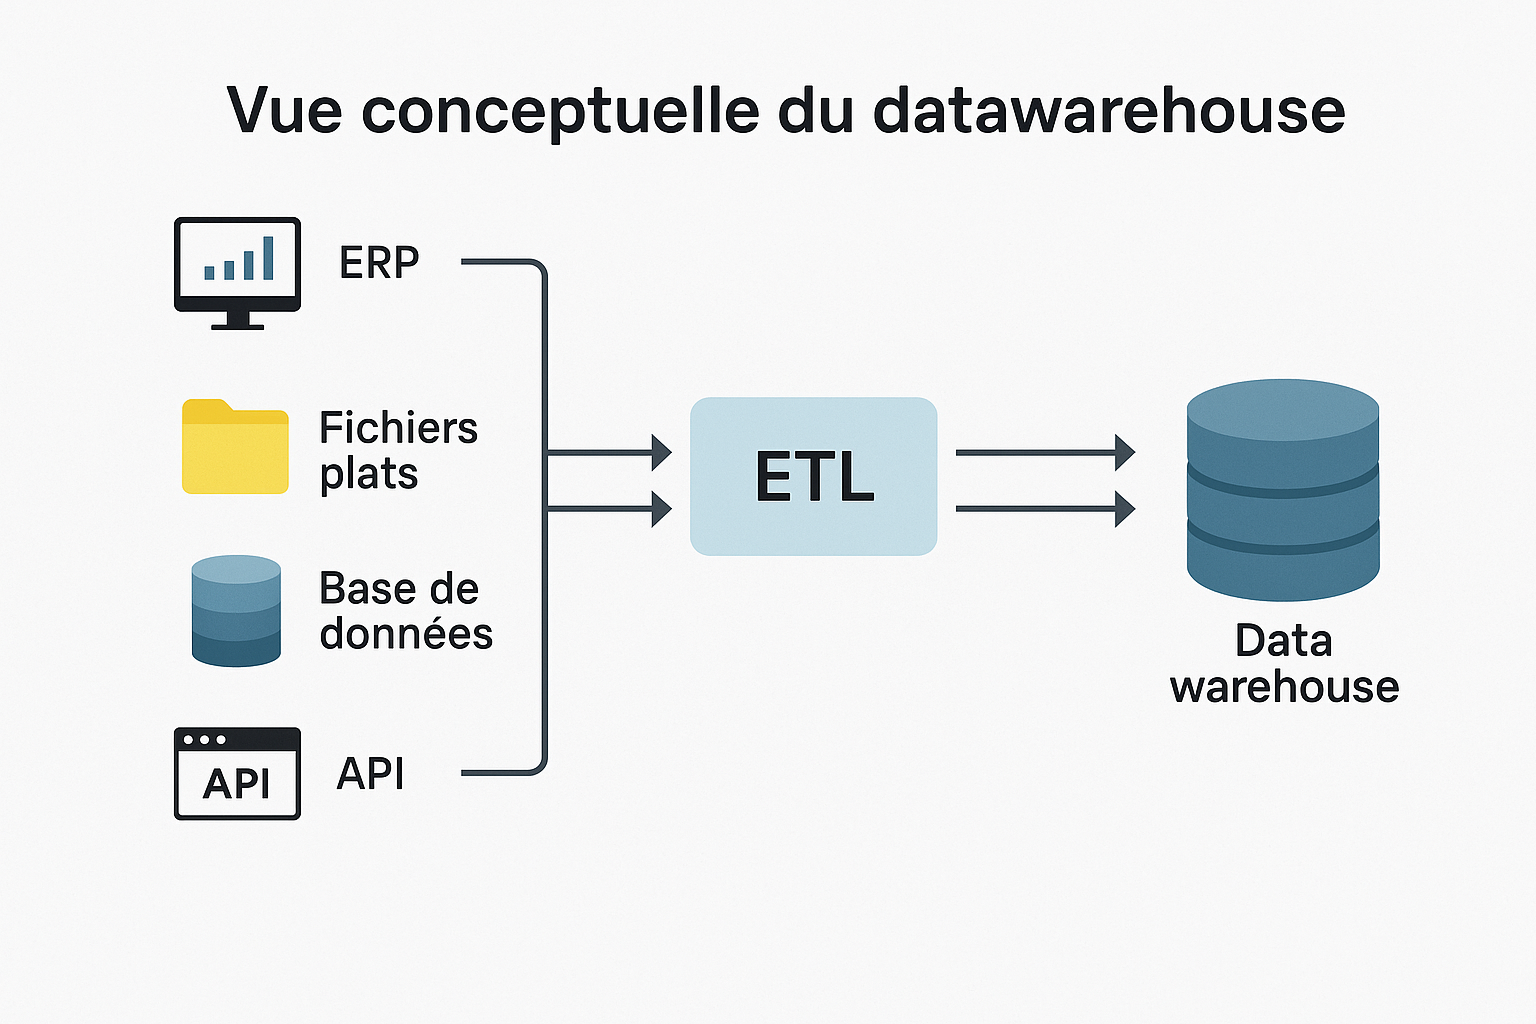 Vue conceptuelle du datawarehouse
ERP
Fichiers
plats
Base de
données
API
API
ETL
Data
warehouse